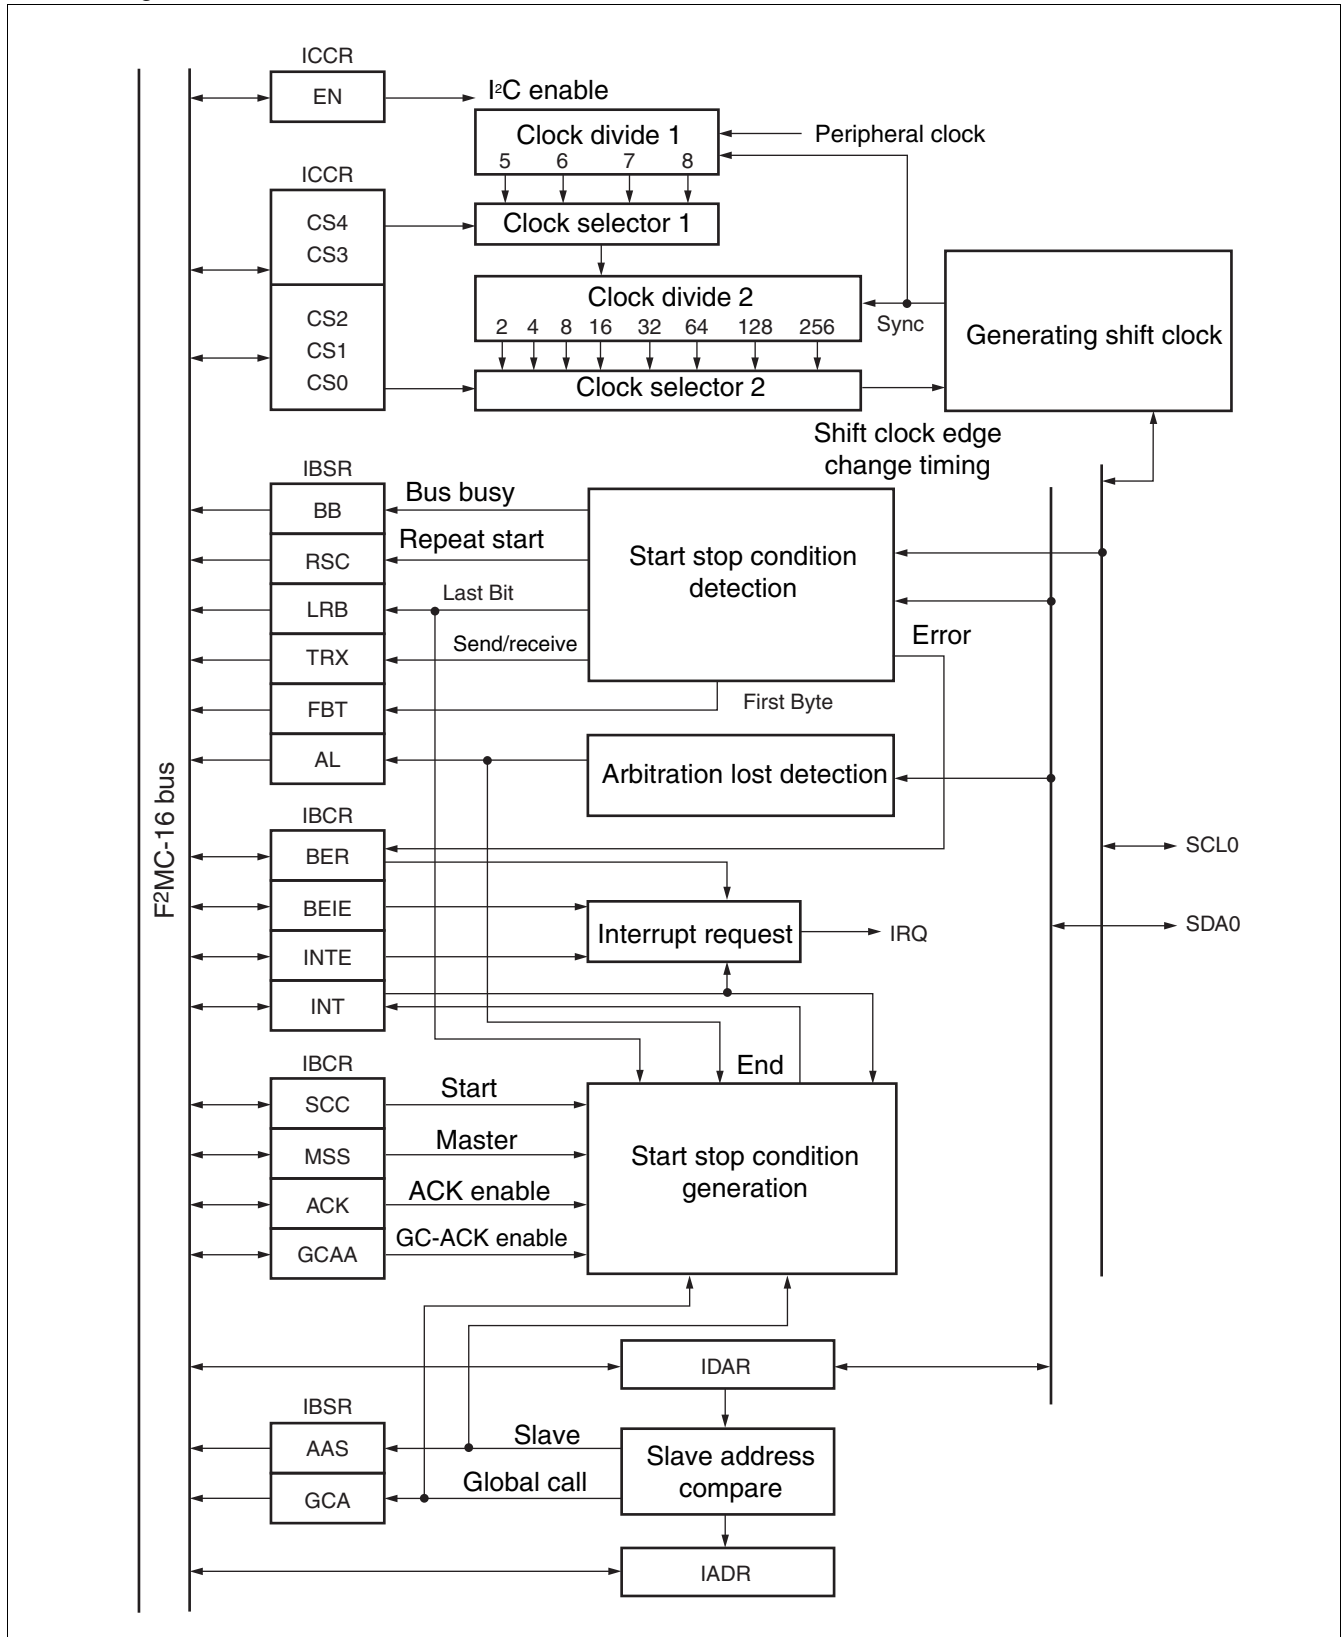 ICCR
EN
I²C enable
Clock divide 1
5 6 7 8
Peripheral clock
ICCR
CS4
CS3
Clock selector 1
CS2
CS1
CS0
Clock divide 2
2 4 8 16 32 64 128 256
Sync
Generating shift clock
Clock selector 2
Shift clock edge
change timing
IBSR
BB
Bus busy
RSC
Repeat start
LRB
Last Bit
TRX
Send/receive
FBT
First Byte
AL
Start stop condition
detection
Error
Arbitration lost detection
F²MC-16 bus
IBCR
BER
BEIE
INTE
INT
Interrupt request
IRQ
SCL0
SDA0
End
IBCR
SCC
Start
MSS
Master
ACK
ACK enable
GCAA
GC-ACK enable
Start stop condition
generation
IDAR
IBSR
AAS
Slave
GCA
Global call
Slave address
compare
IADR